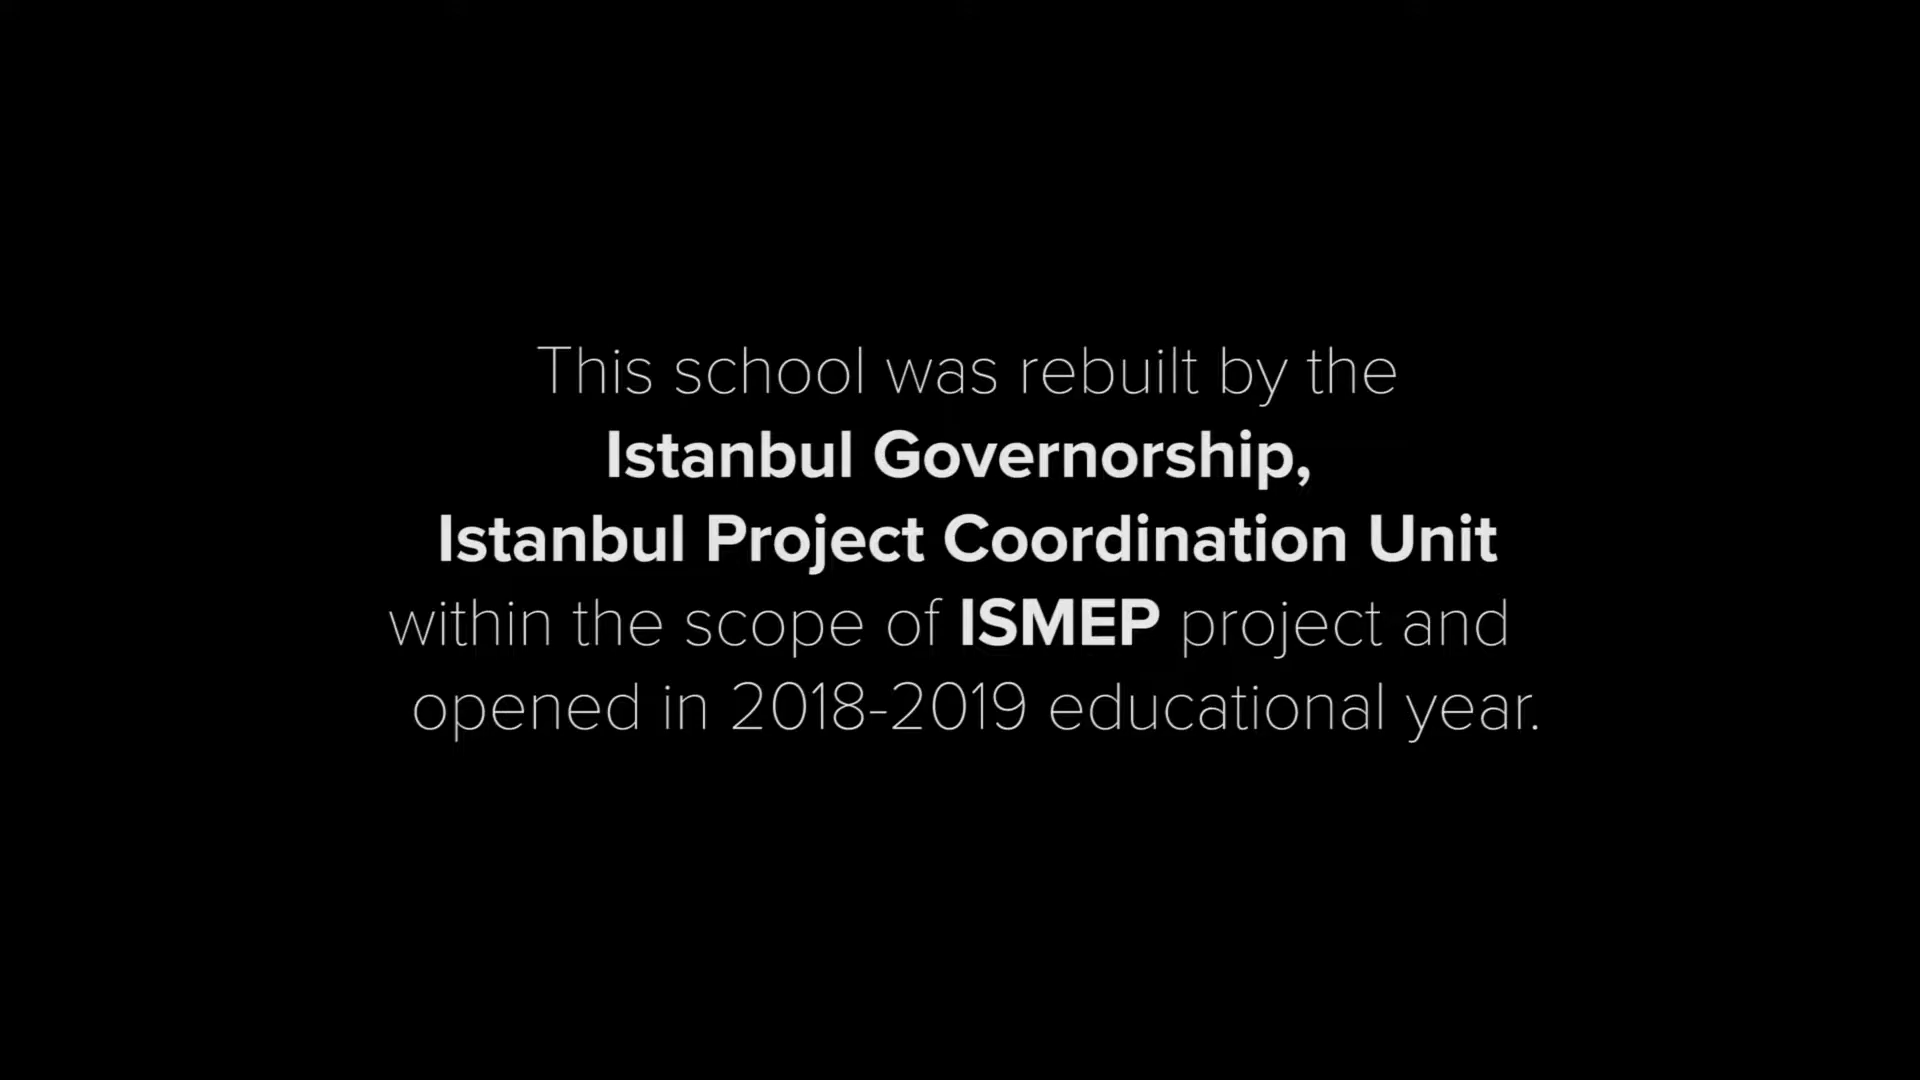 This school was rebuilt by the
Istanbul Governorship,
Istanbul Project Coordination Unit
within the scope of ISMEP project and
opened in 2018-2019 educational year.